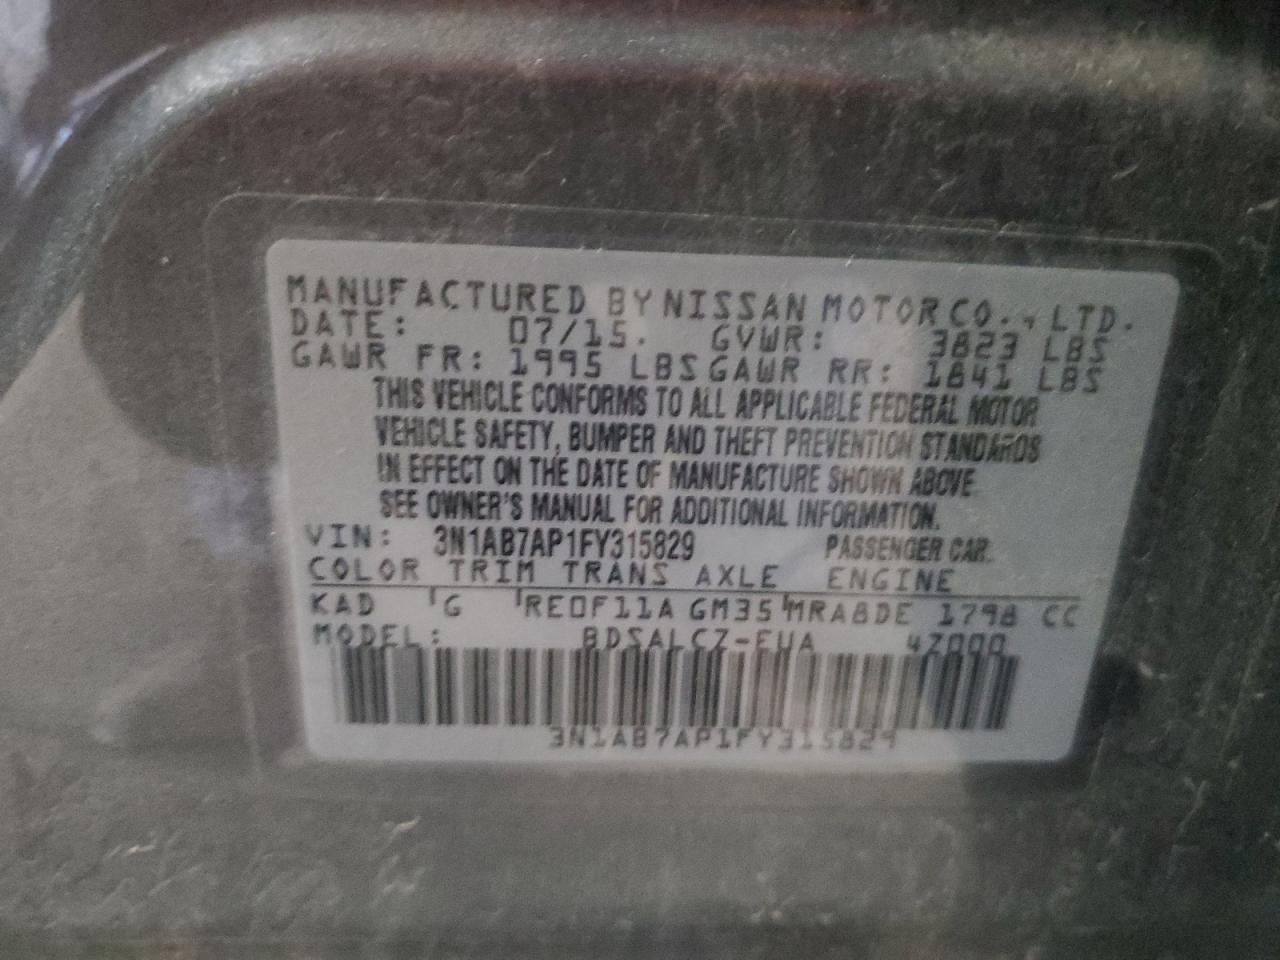 MANUFACTURED BY NISSAN MOTOR CO., LTD.
DATE: 07/15. GVWR: 3823 LBS
GAWR FR: 1995 LBS GAWR RR: 1841 LBS
THIS VEHICLE CONFORMS TO ALL APPLICABLE FEDERAL MOTOR
VEHICLE SAFETY, BUMPER AND THEFT PREVENTION STANDARDS
IN EFFECT ON THE DATE OF MANUFACTURE SHOWN ABOVE.
SEE OWNER'S MANUAL FOR ADDITIONAL INFORMATION.
VIN: 3N1AB7AP1FY315829 PASSENGER CAR.
COLOR TRIM TRANS AXLE ENGINE
KAD G RE0F11A GM35 MRA8DE 1798 CC
MODEL: BDSALCZ-EUA 4Z000
3N1AB7AP1FY315829